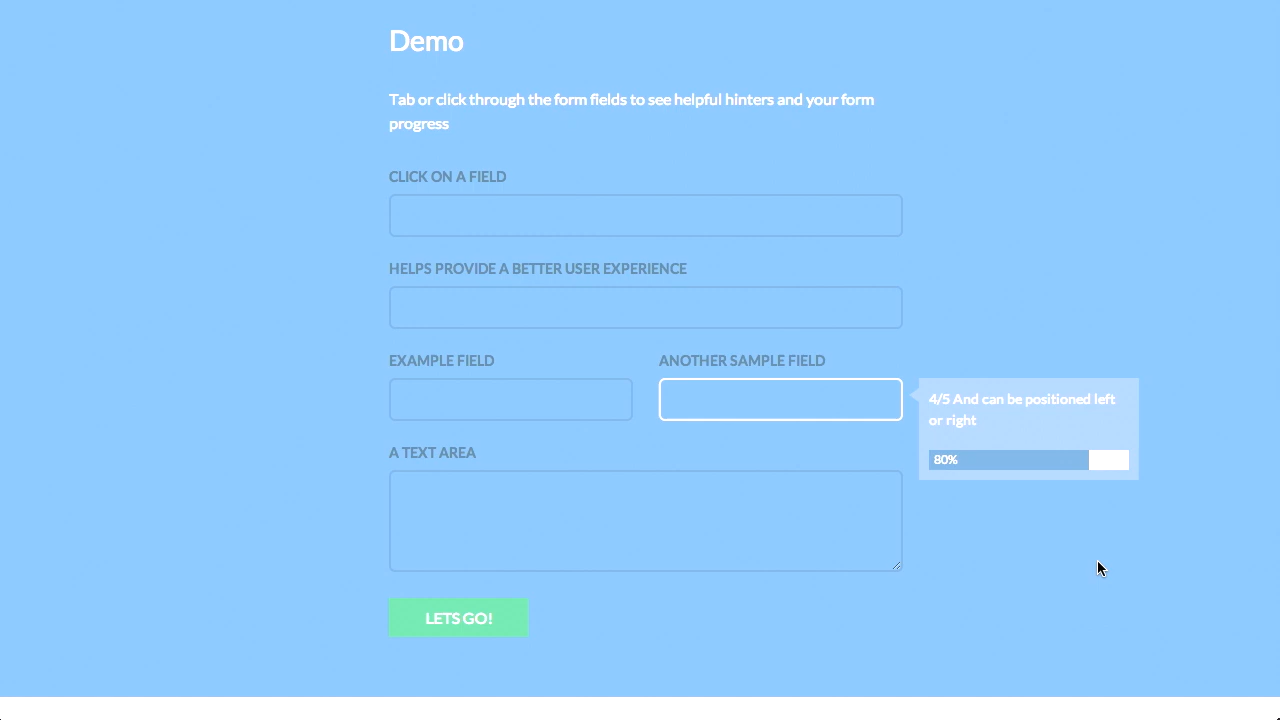 Demo
Tab or click through the form fields to see helpful hinters and your form
progress
CLICK ON A FIELD
HELPS PROVIDE A BETTER USER EXPERIENCE
EXAMPLE FIELD
ANOTHER SAMPLE FIELD
4/5 And can be positioned left
or right
80%
A TEXT AREA
LETS GO!